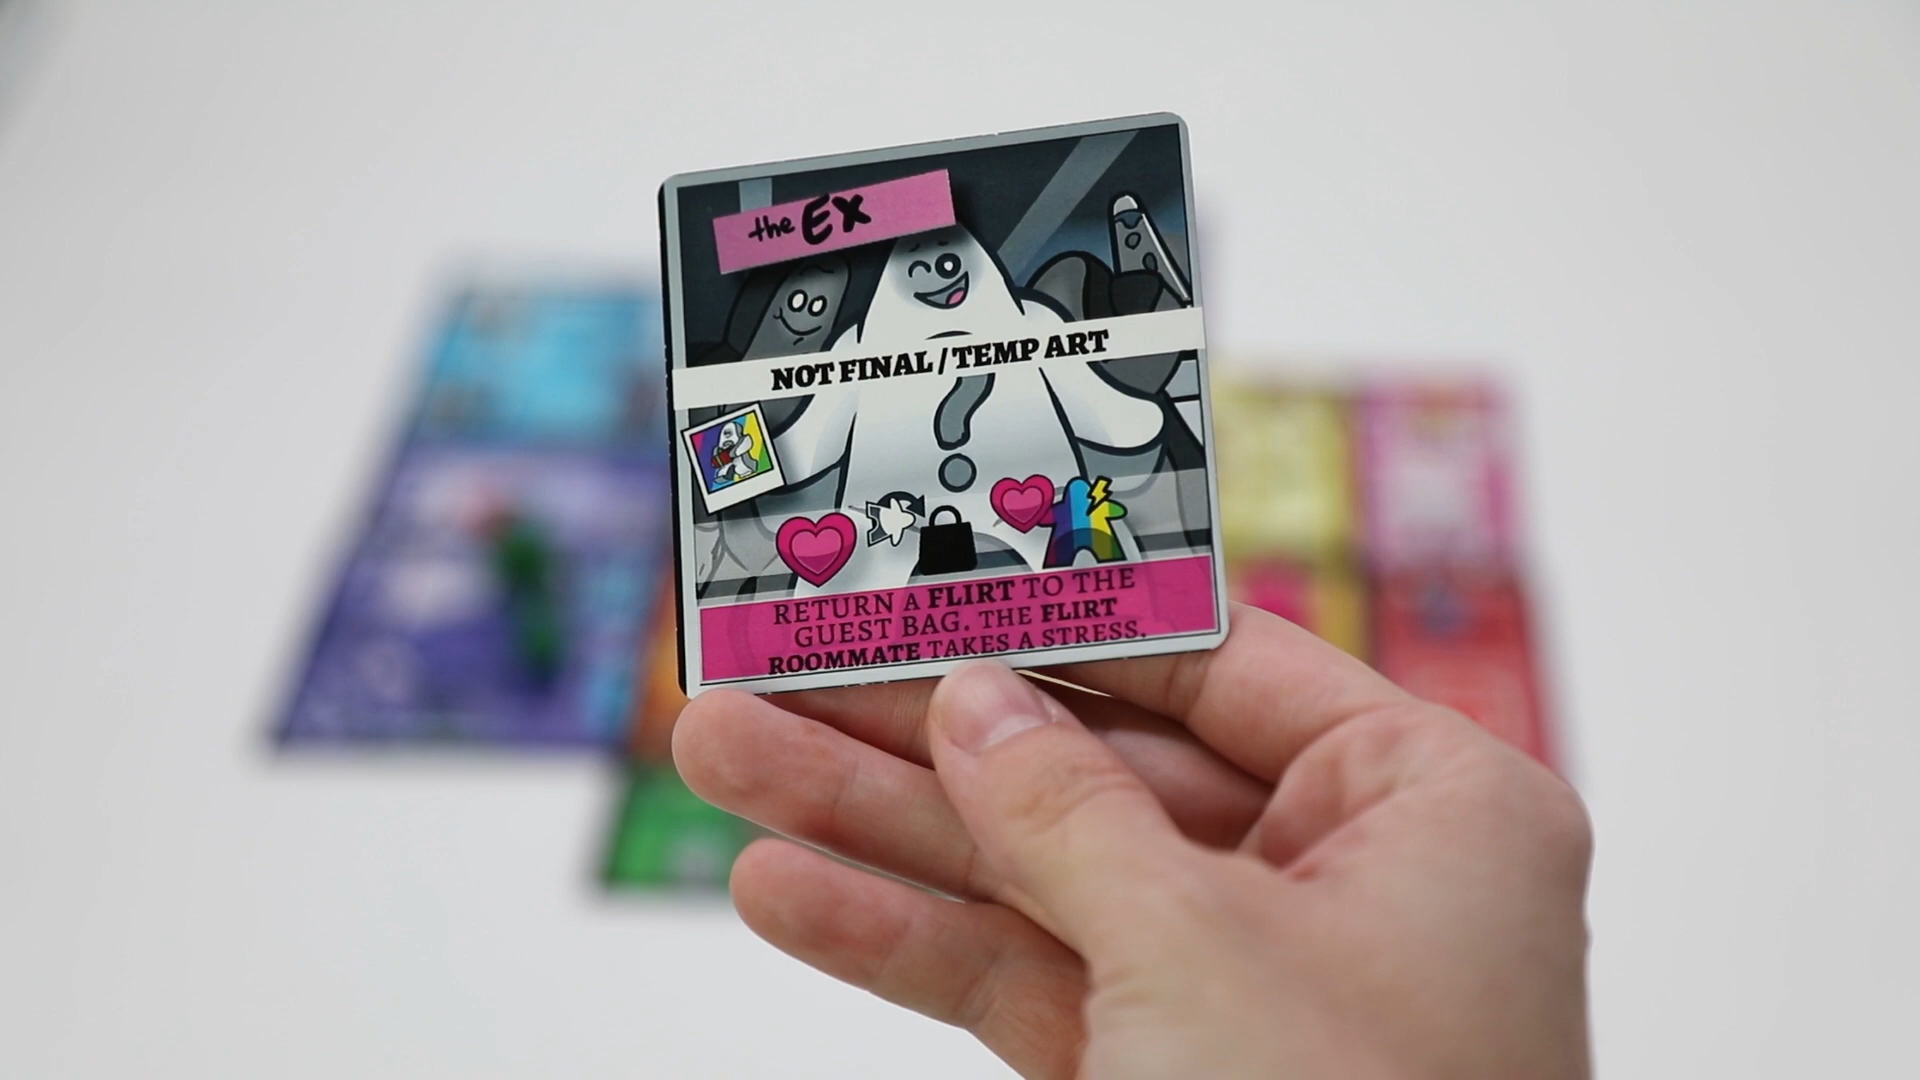 the Ex
NOT FINAL / TEMP ART
?
RETURN A FLIRT TO THE
GUEST BAG. THE FLIRT
ROOMMATE TAKES A STRESS.